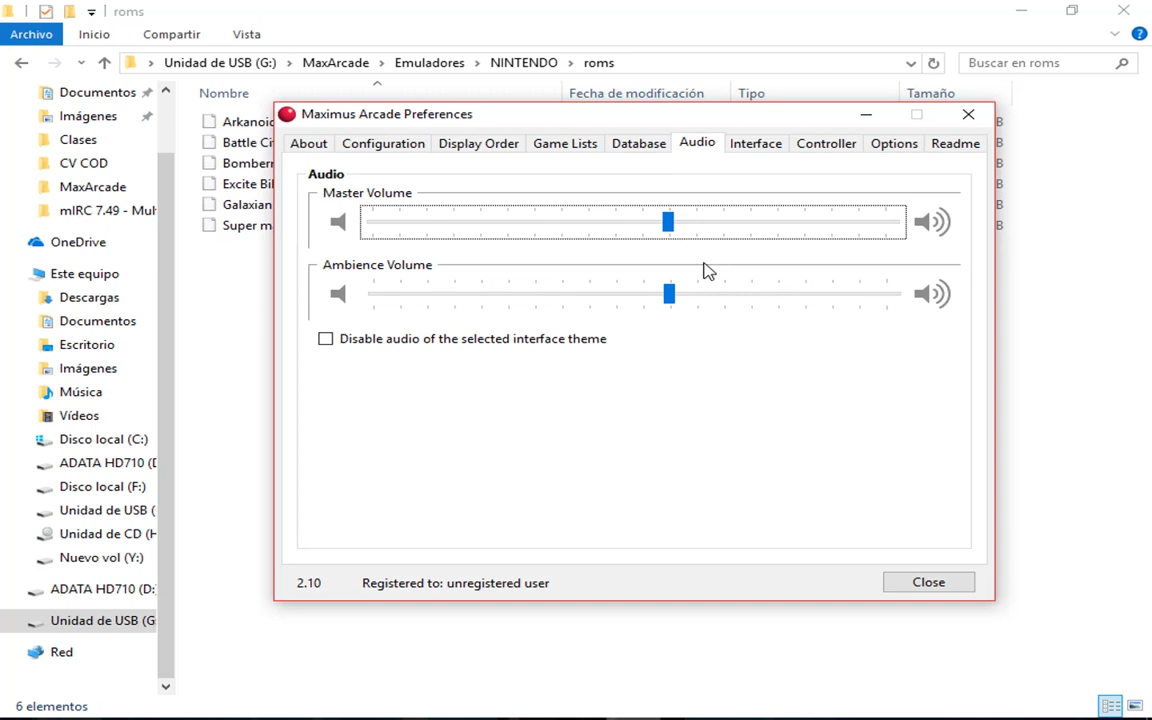 roms
Archivo Inicio Compartir Vista
Unidad de USB (G:) MaxArcade Emuladores NINTENDO roms
Buscar en roms
Documentos
Imágenes
Clases
CV COD
MaxArcade
mIRC 7.49 - Mul
OneDrive
Este equipo
Descargas
Documentos
Escritorio
Imágenes
Música
Vídeos
Disco local (C:)
ADATA HD710 (D
Disco local (F:)
Unidad de USB (
Unidad de CD (H
Nuevo vol (Y:)
ADATA HD710 (D:
Unidad de USB (G:
Red
Nombre Fecha de modificación Tipo Tamaño
Arkanoid
Battle Ci
Bomber
Excite Bi
Galaxian
Super m
B
B
B
B
B
B
Maximus Arcade Preferences
About Configuration Display Order Game Lists Database Audio Interface Controller Options Readme
Audio
Master Volume
Ambience Volume
Disable audio of the selected interface theme
2.10 Registered to: unregistered user Close
6 elementos